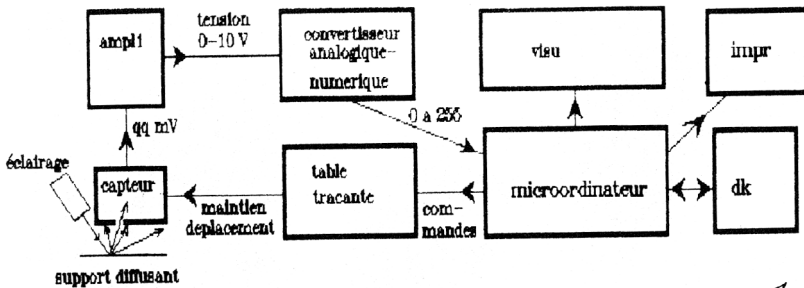 ampli
tension
0-10 V
convertisseur
analogique-
numerique
visu
impr
qq mV
0 a 255
éclairage
capteur
maintien
deplacement
table
tracante
com-
mandes
microordinateur
dk
support diffusant